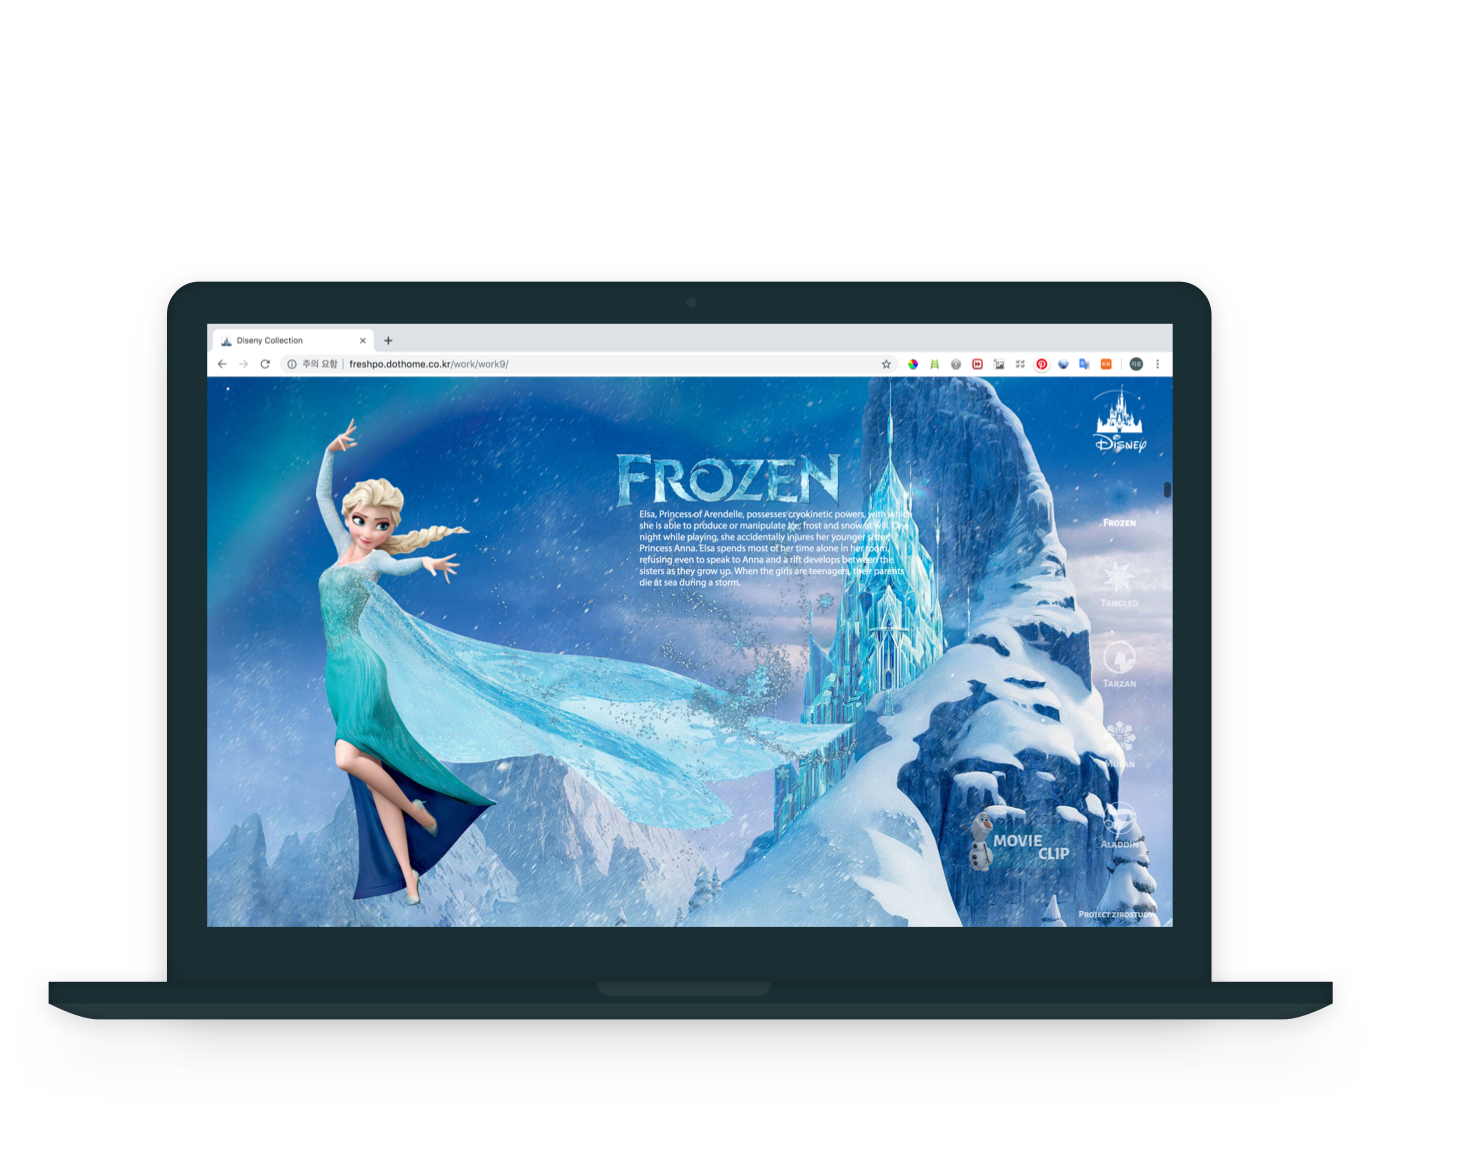 Diseny Collection
주의 요함 | freshpo.dothome.co.kr/work/work9/
Disney
FROZEN
Elsa, Princess of Arendelle, possesses cryokinetic powers, with which
she is able to produce or manipulate ice, frost and snow at will. One
night while playing, she accidentally injures her younger sister,
Princess Anna. Elsa spends most of her time alone in her room,
refusing even to speak to Anna and a rift develops between the
sisters as they grow up. When the girls are teenagers, their parents
die at sea during a storm.
FROZEN
TANGLED
TARZAN
MULAN
ALADDIN
MOVIE
CLIP
PROJECT ZIROSTUDY